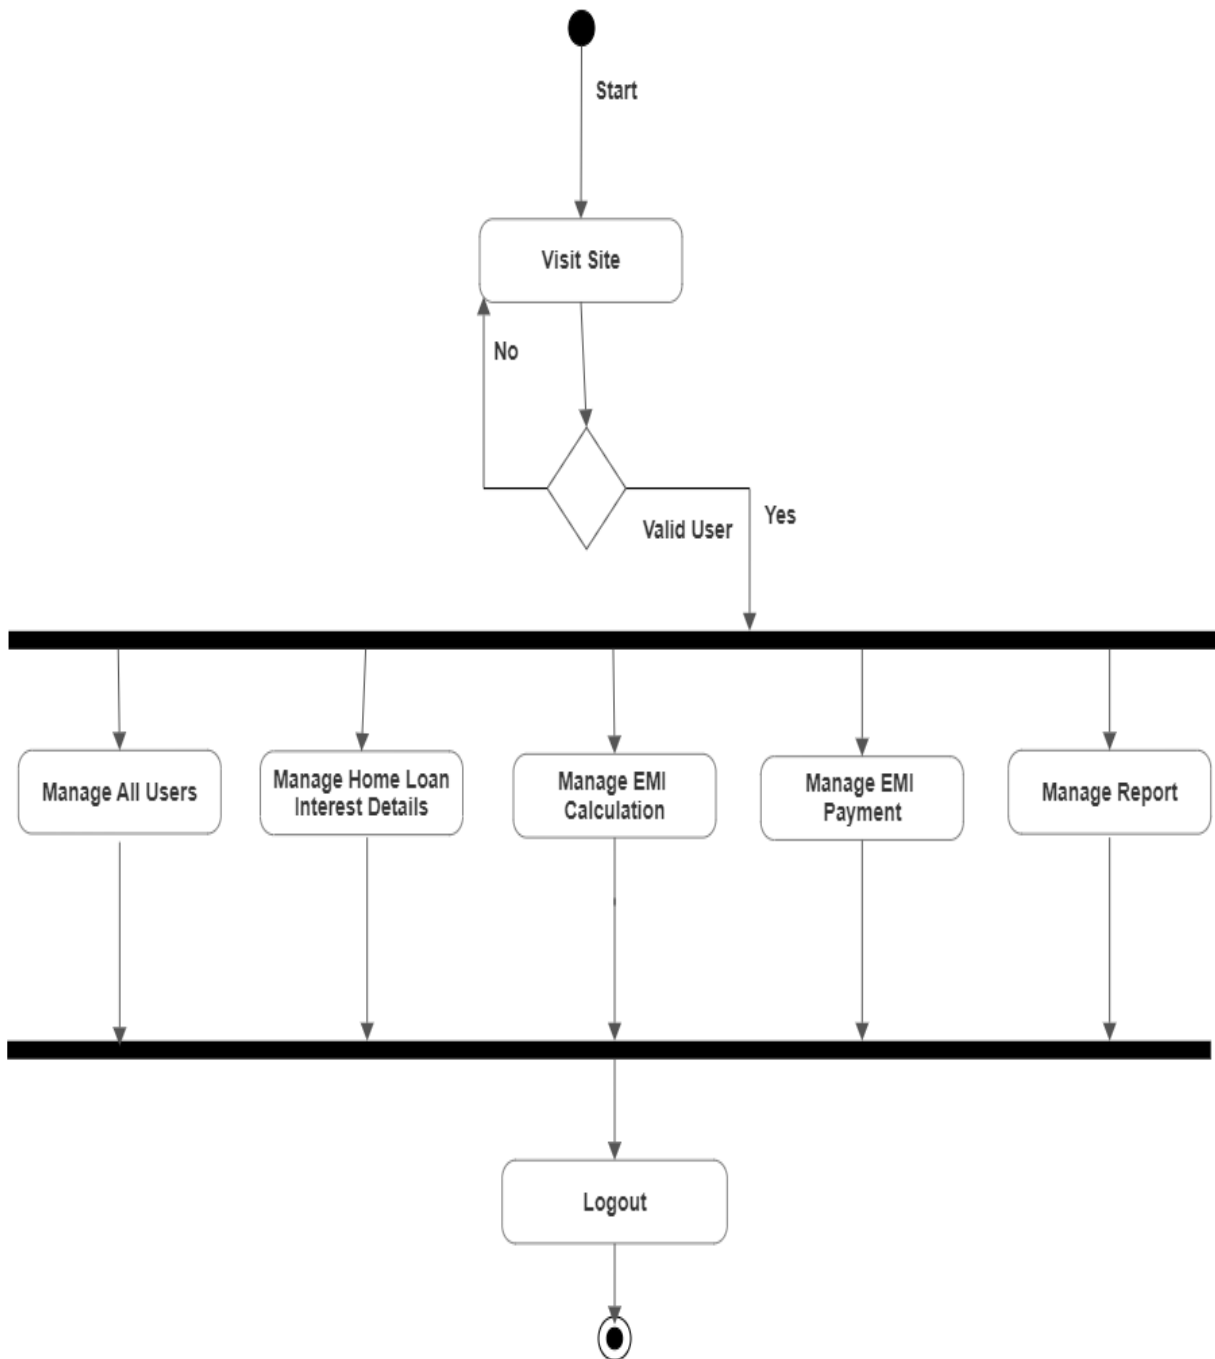 Start
Visit Site
No
Yes
Valid User
Manage All Users
Manage Home Loan
Interest Details
Manage EMI
Calculation
Manage EMI
Payment
Manage Report
Logout